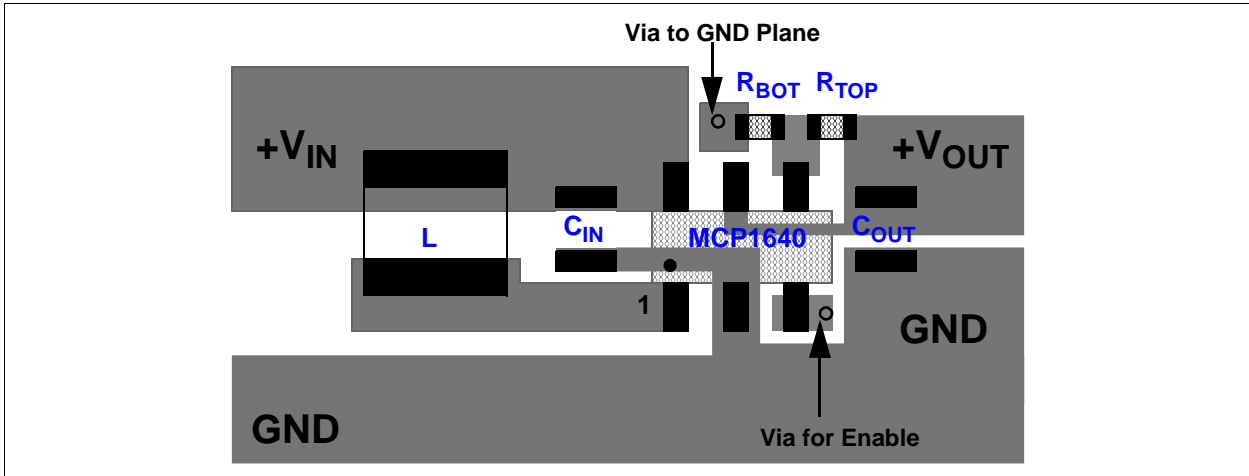 Via to GND Plane
RBOT RTOP
+VIN
+VOUT
L
CIN
MCP1640
COUT
1
GND
GND
Via for Enable